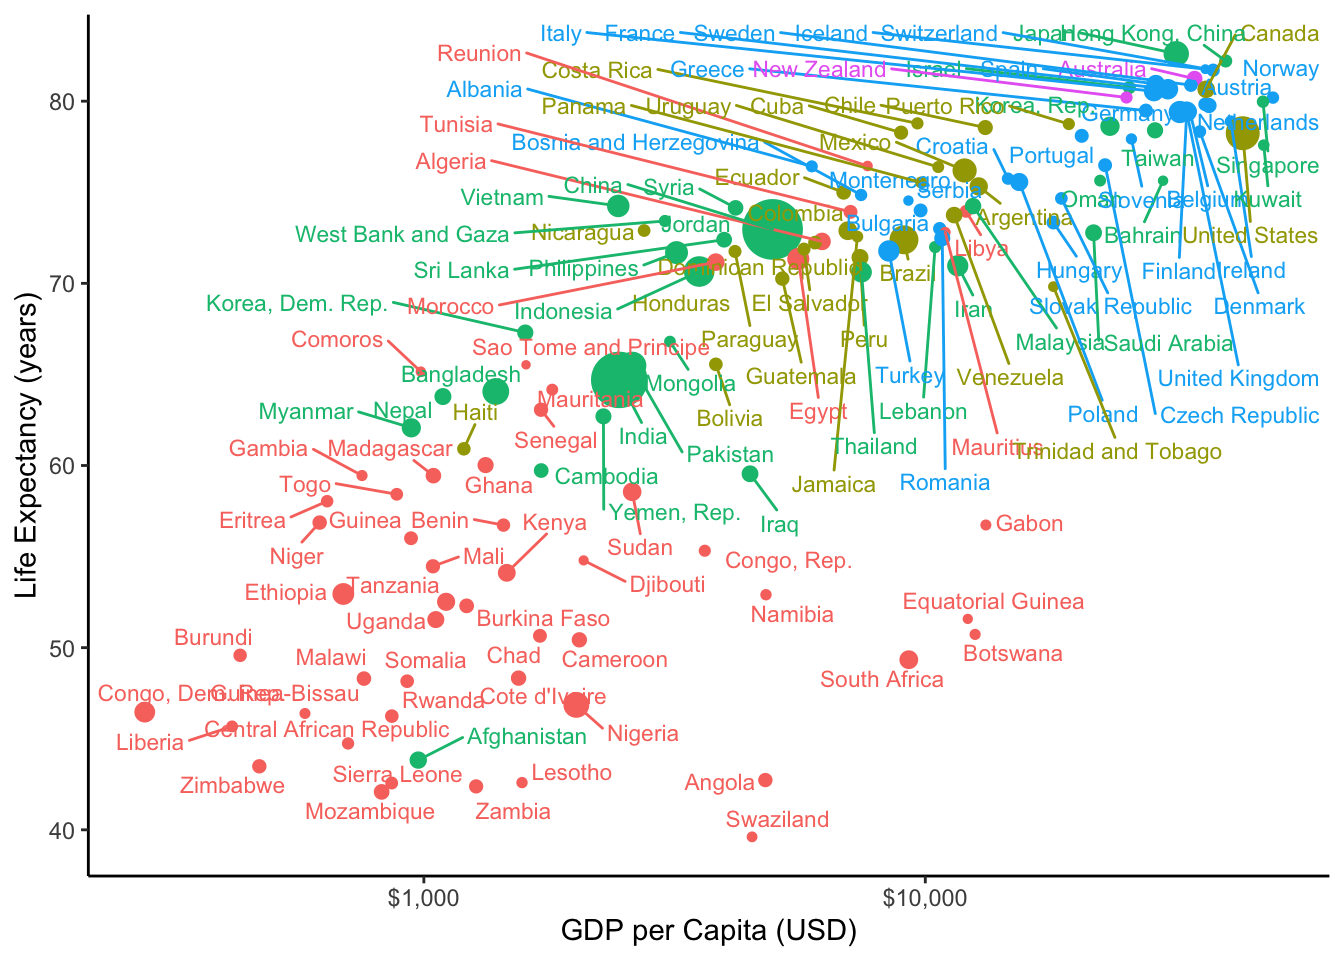 Italy France Sweden Iceland Switzerland Japan Hong Kong, China Canada
Reunion
Costa Rica Greece New Zealand Israel Spain Australia Norway
Albania Austria
Panama Uruguay Cuba Chile Puerto Rico Korea, Rep. Germany
Tunisia Netherlands
Bosnia and Herzegovina Mexico Croatia
Algeria Portugal Taiwan Singapore
Ecuador Montenegro
Vietnam China Syria Serbia Oman Slovenia Belgium Kuwait
Colombia Argentina
West Bank and Gaza Nicaragua Jordan Bulgaria Bahrain United States
Libya
Sri Lanka Philippines Dominican Republic Brazil Hungary Finland Ireland
Korea, Dem. Rep. Morocco Honduras El Salvador Iran Slovak Republic Denmark
Indonesia
Comoros Sao Tome and Principe Paraguay Peru Malaysia Saudi Arabia
Bangladesh Mongolia Guatemala Turkey Venezuela United Kingdom
Myanmar Nepal Haiti Mauritania Bolivia Egypt Lebanon Poland Czech Republic
Gambia Madagascar Senegal India Pakistan Thailand Mauritius Trinidad and Tobago
Togo Ghana Cambodia Jamaica Romania
Eritrea Guinea Benin Kenya Yemen, Rep. Iraq Gabon
Niger Mali Sudan Congo, Rep.
Ethiopia Tanzania Djibouti
Uganda Burkina Faso Namibia Equatorial Guinea
Burundi Malawi Somalia Chad Cameroon Botswana
South Africa
Congo, Dem. Rep. Guinea-Bissau Rwanda Cote d'Ivoire
Liberia Central African Republic Afghanistan Nigeria
Zimbabwe Sierra Leone Lesotho Angola
Mozambique Zambia Swaziland
80
70
60
50
40
Life Expectancy (years)
$1,000 $10,000
GDP per Capita (USD)